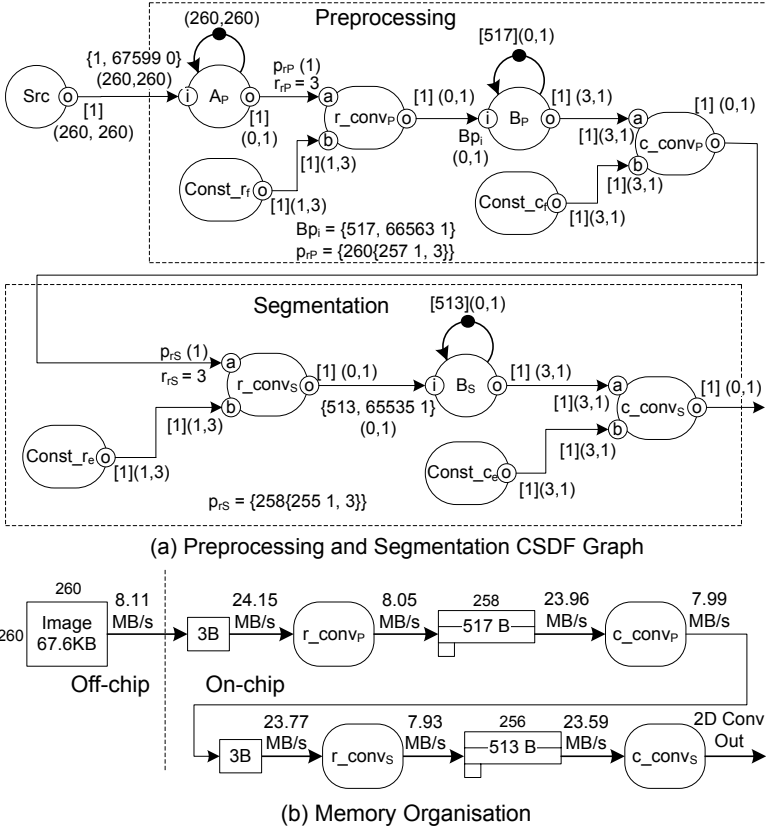 Preprocessing
(260,260)
[517](0,1)
{1, 67599 0}
(260,260)
prP (1)
rrP = 3
[1] (0,1)
[1] (3,1)
[1] (0,1)
Src
o
i
AP
o
a
r_convP
o
i
BP
o
a
c_convP
o
[1]
(260, 260)
[1]
(0,1)
b
BPi
(0,1)
[1](3,1)
b
[1](1,3)
[1](3,1)
Const_rf
o
Const_cf
o
[1](1,3)
[1](3,1)
Bpi = {517, 66563 1}
prP = {260{257 1, 3}}
Segmentation
[513](0,1)
prS (1)
rrS = 3
a
r_convS
o
[1] (0,1)
i
BS
o
[1] (3,1)
a
c_convS
o
[1] (0,1)
b
[1](1,3)
{513, 65535 1}
(0,1)
[1](3,1)
b
[1](3,1)
Const_re
o
[1](1,3)
Const_ce
o
[1](3,1)
prS = {258{255 1, 3}}
(a) Preprocessing and Segmentation CSDF Graph
260
260
Image
67.6KB
8.11
MB/s
3B
24.15
MB/s
r_convP
8.05
MB/s
258
517 B
23.96
MB/s
c_convP
7.99
MB/s
Off-chip
On-chip
3B
23.77
MB/s
r_convS
7.93
MB/s
256
513 B
23.59
MB/s
c_convS
2D Conv
Out
(b) Memory Organisation